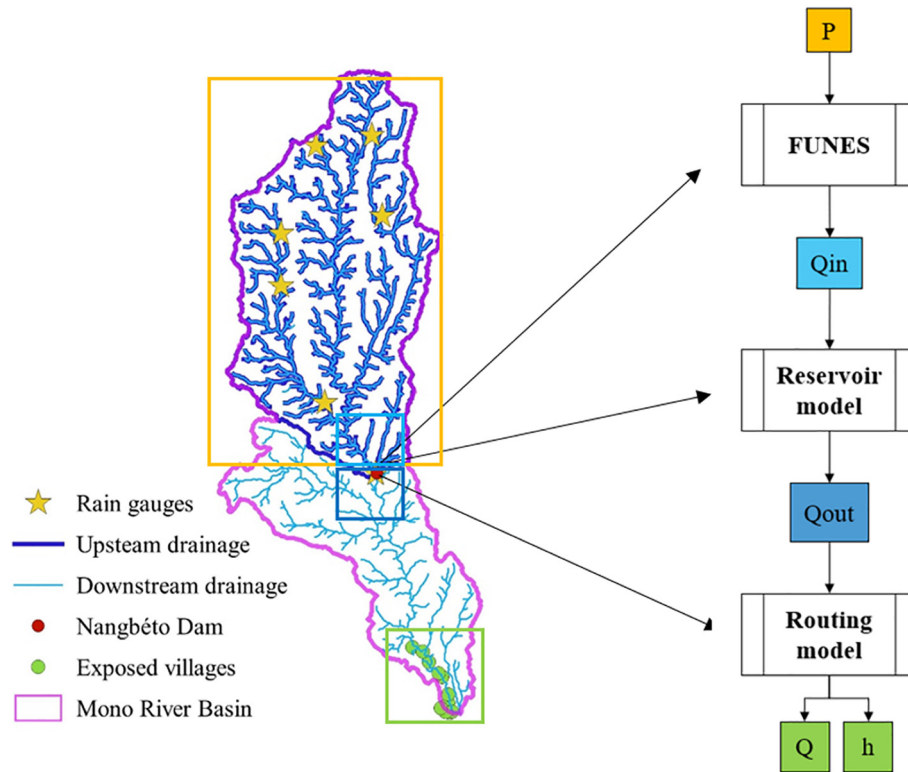 P
FUNES
Qin
Reservoir
model
Qout
Routing
model
Q
h
Rain gauges
Upsteam drainage
Downstream drainage
Nangbéto Dam
Exposed villages
Mono River Basin